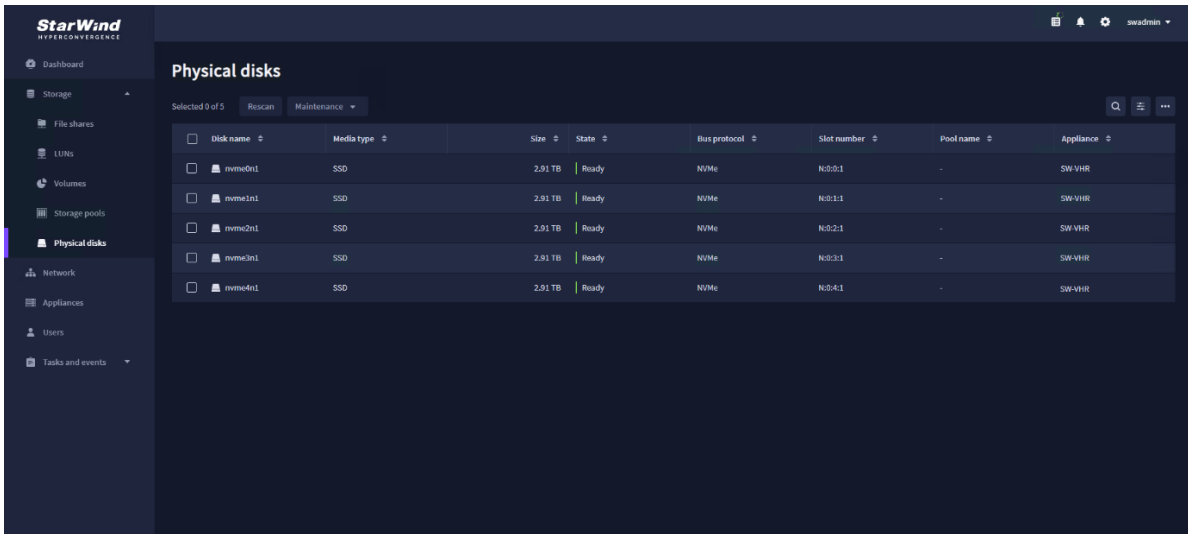 StarWind
HYPERCONVERGENCE
swadmin
Dashboard
Storage
File shares
LUNs
Volumes
Storage pools
Physical disks
Network
Appliances
Users
Tasks and events
Physical disks
Selected 0 of 5 Rescan Maintenance
Disk name Media type Size State Bus protocol Slot number Pool name Appliance
nvme0n1 SSD 2.91 TB Ready NVMe N:0:0:1 - SW-VHR
nvme1n1 SSD 2.91 TB Ready NVMe N:0:1:1 - SW-VHR
nvme2n1 SSD 2.91 TB Ready NVMe N:0:2:1 - SW-VHR
nvme3n1 SSD 2.91 TB Ready NVMe N:0:3:1 - SW-VHR
nvme4n1 SSD 2.91 TB Ready NVMe N:0:4:1 - SW-VHR